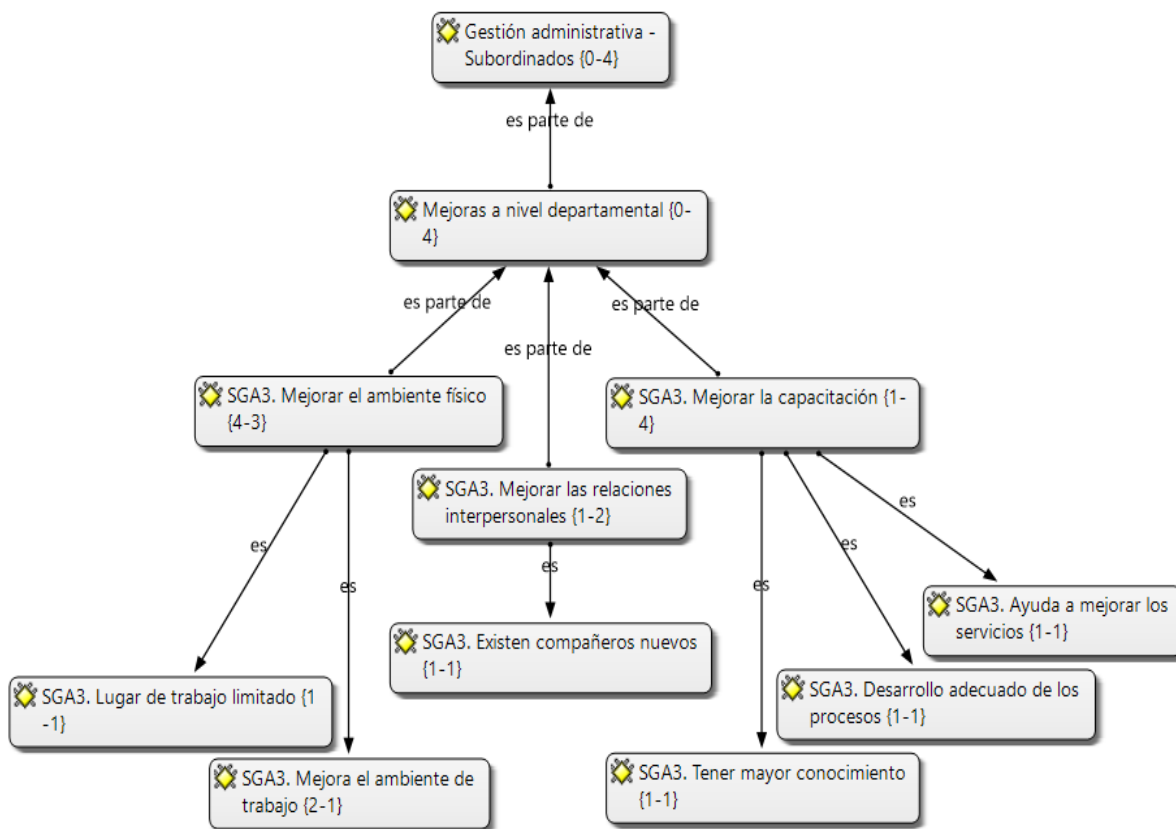 Gestión administrativa -
Subordinados {0-4}
es parte de
Mejoras a nivel departamental {0-
4}
es parte de
es parte de
es parte de
SGA3. Mejorar el ambiente físico
{4-3}
SGA3. Mejorar la capacitación {1-
4}
SGA3. Mejorar las relaciones
interpersonales {1-2}
es
es
es
es
es
es
SGA3. Ayuda a mejorar los
servicios {1-1}
SGA3. Existen compañeros nuevos
{1-1}
SGA3. Lugar de trabajo limitado {1
-1}
SGA3. Desarrollo adecuado de los
procesos {1-1}
SGA3. Mejora el ambiente de
trabajo {2-1}
SGA3. Tener mayor conocimiento
{1-1}